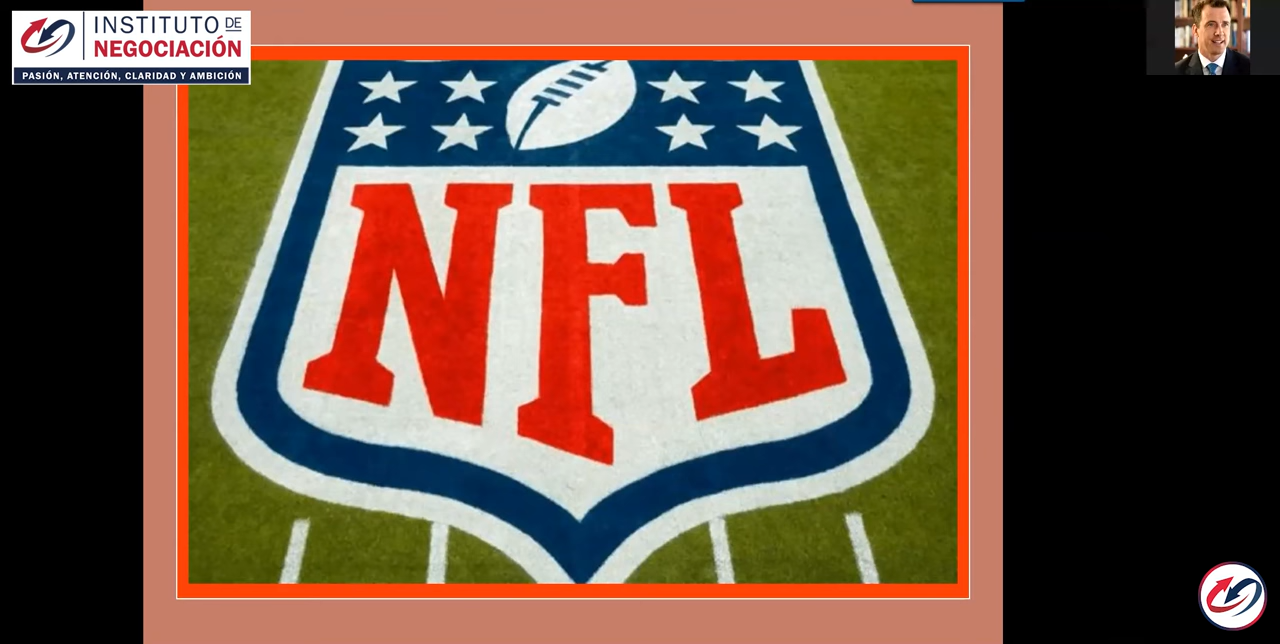 INSTITUTO DE
NEGOCIACIÓN
PASIÓN, ATENCIÓN, CLARIDAD Y AMBICIÓN
NFL